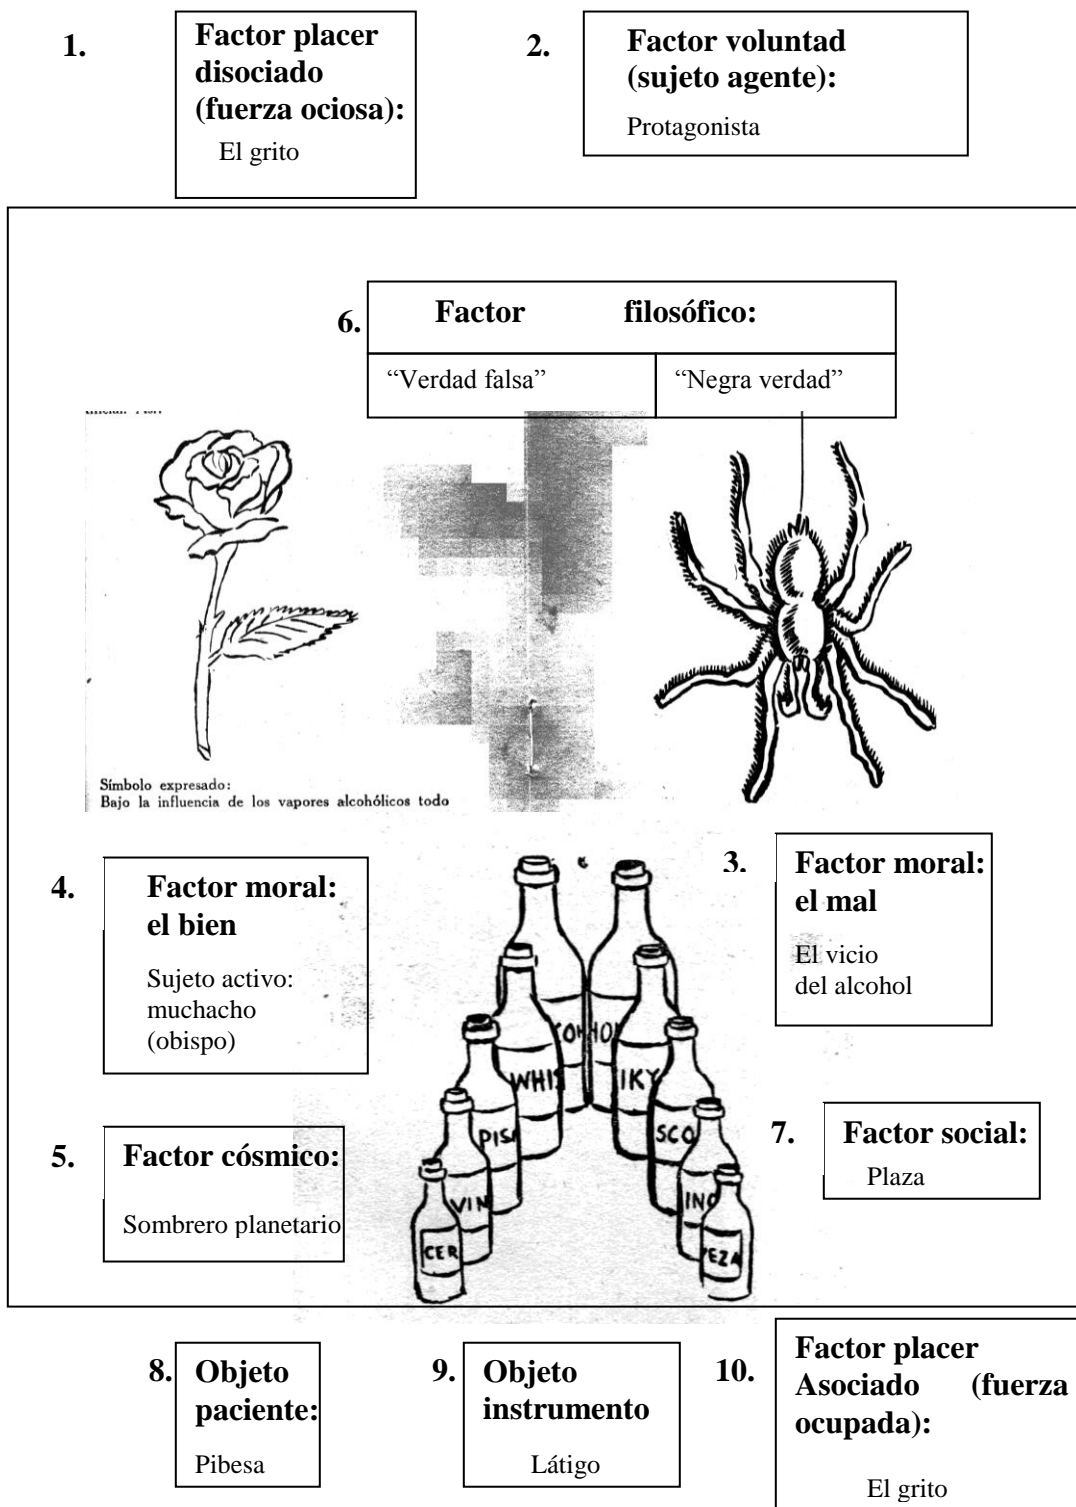 1.
Factor placer
disociado
(fuerza ociosa):
El grito
2.
Factor voluntad
(sujeto agente):
Protagonista
6.
Factor filosófico:
“Verdad falsa”
“Negra verdad”
Símbolo expresado:
Bajo la influencia de los vapores alcohólicos todo
4.
Factor moral:
el bien
Sujeto activo:
muchacho
(obispo)
3.
Factor moral:
el mal
El vicio
del alcohol
COH
HOL
WHIS
IKY
PIS
SCO
VIN
INO
CER
VEZA
5.
Factor cósmico:
Sombrero planetario
7.
Factor social:
Plaza
8.
Objeto
paciente:
Pibesa
9.
Objeto
instrumento
Látigo
10.
Factor placer
Asociado (fuerza
ocupada):
El grito